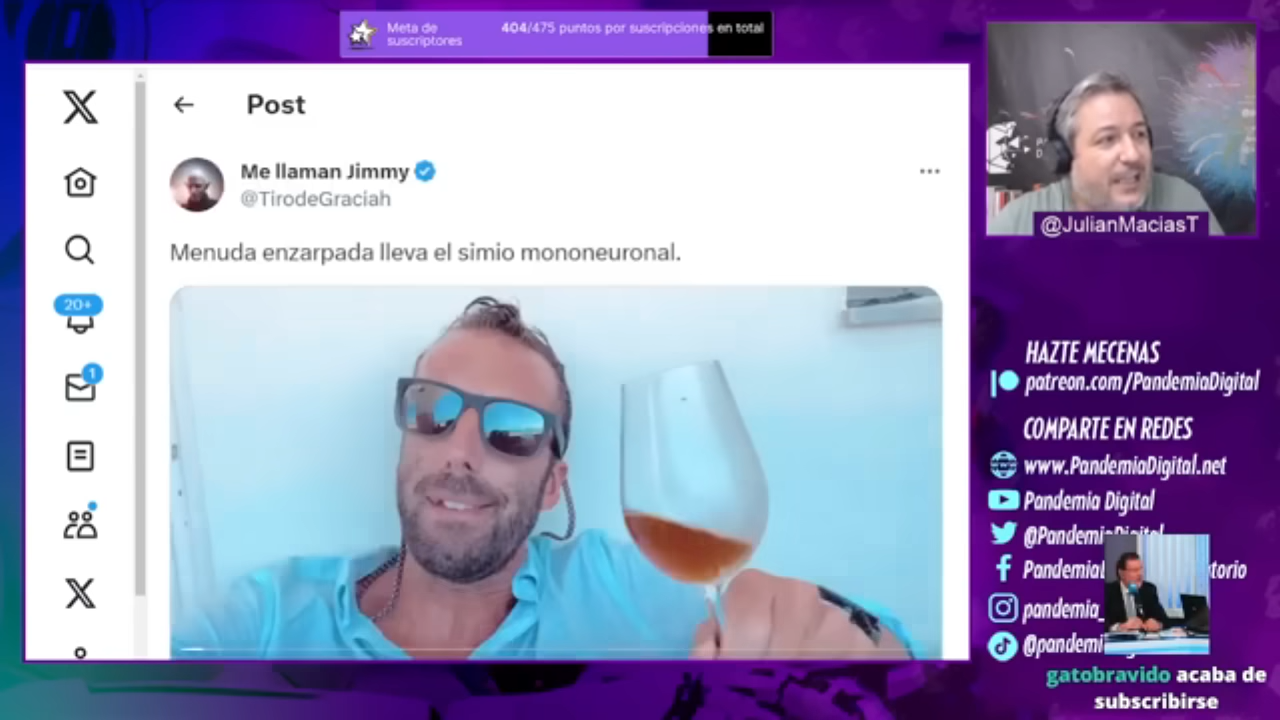 Meta de
suscriptores
404/475 puntos por suscripciones en total
Post
Me llaman Jimmy
@TirodeGraciah
Menuda enzarpada lleva el simio mononeuronal.
20+
1
@JulianMaciasT
HAZTE MECENAS
patreon.com/PandemiaDigital
COMPARTE EN REDES
www.PandemiaDigital.net
Pandemia Digital
@PandemiaDigital
pandemia_
gatobravido acaba de
subscribirse